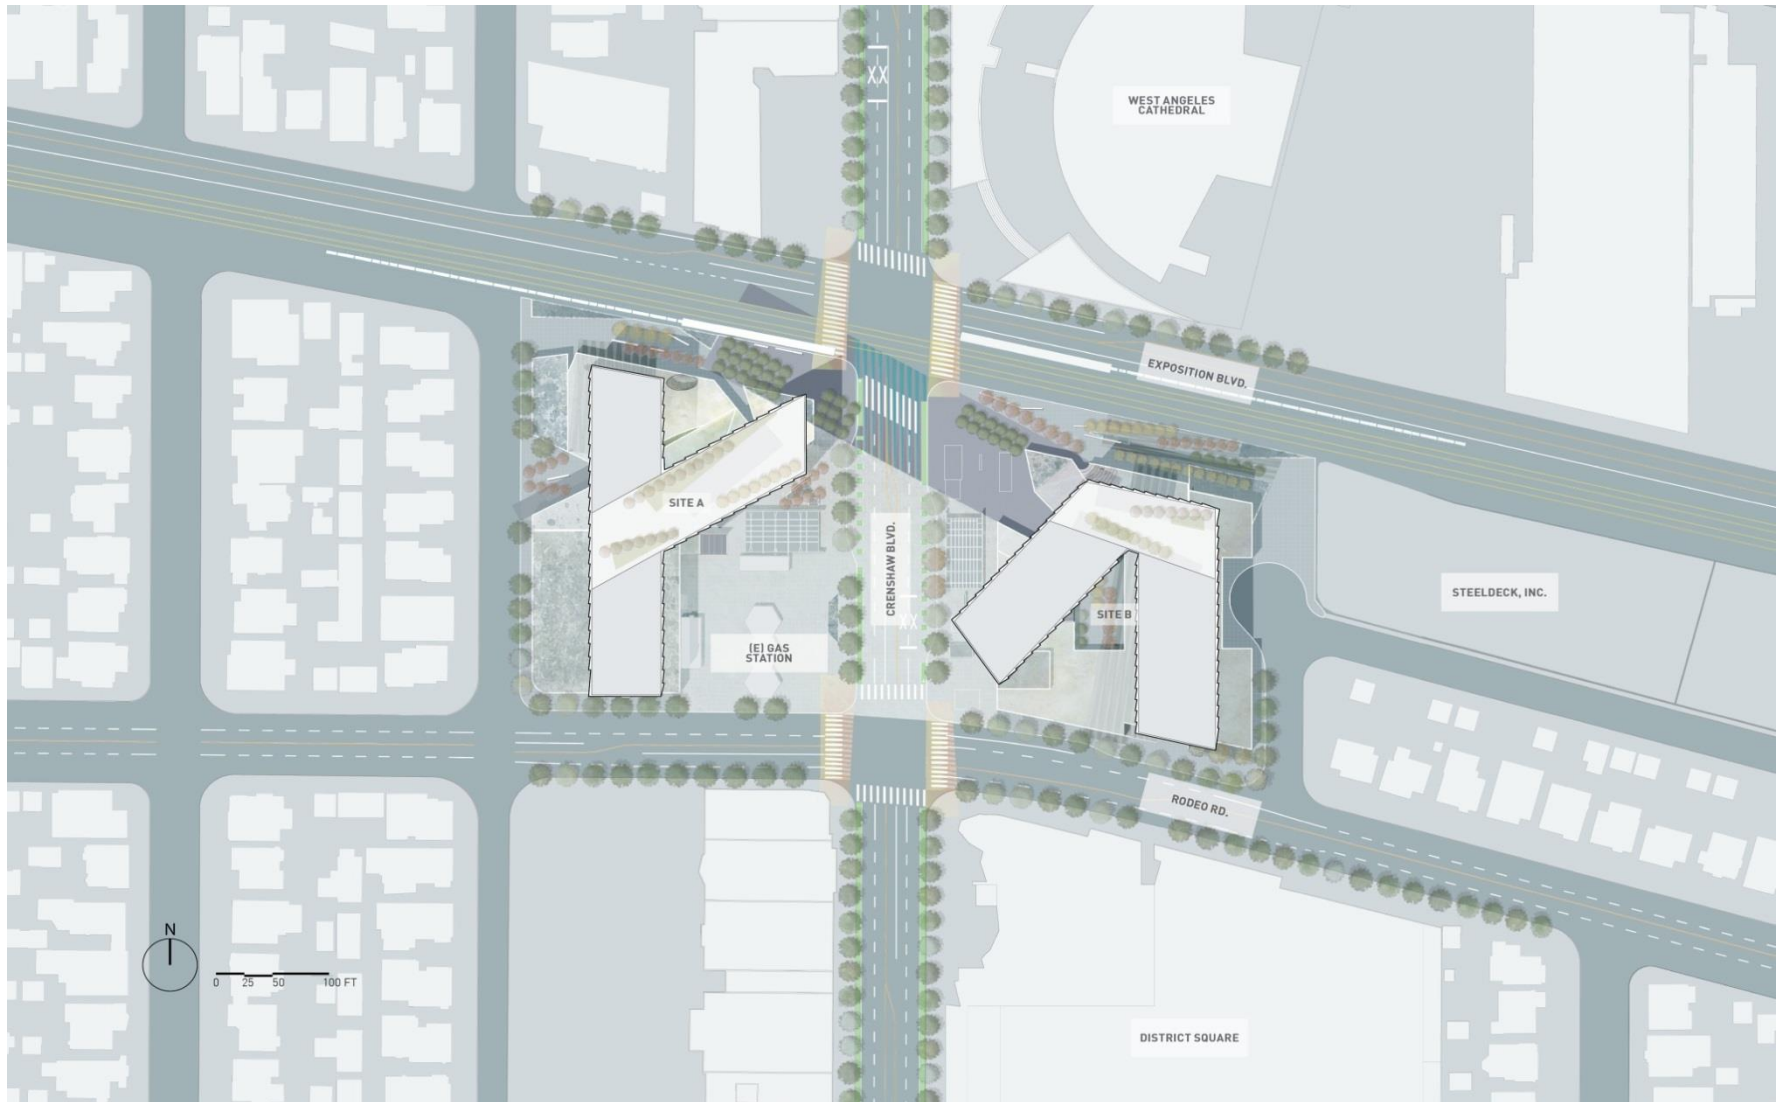 XX
WEST ANGELES
CATHEDRAL
EXPOSITION BLVD.
SITE A
CRENSHAW BLVD.
STEELDECK, INC.
SITE B
XX
(E) GAS
STATION
RODEO RD.
N
0 25 50 100 FT
DISTRICT SQUARE